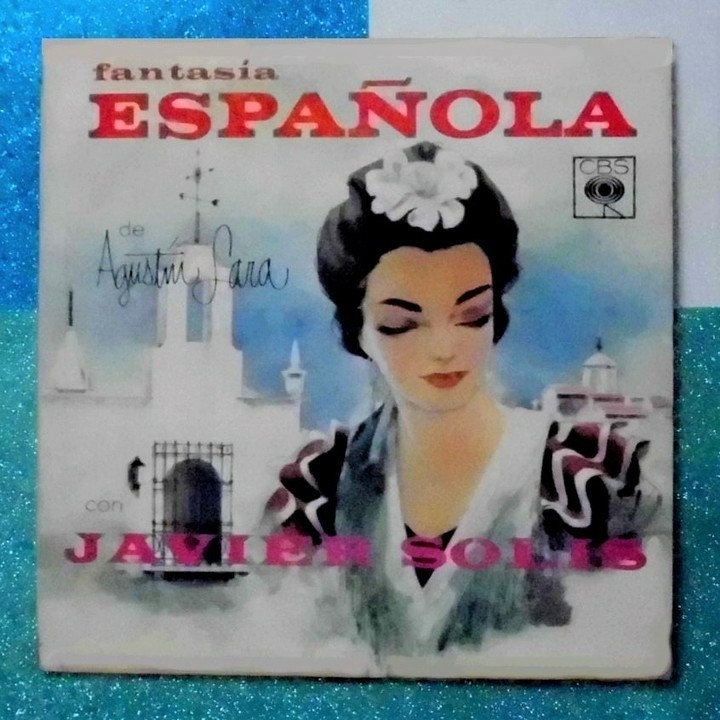 fantasía
ESPAÑOLA
CBS
de
Agustín Lara
con
JAVIER SOLIS